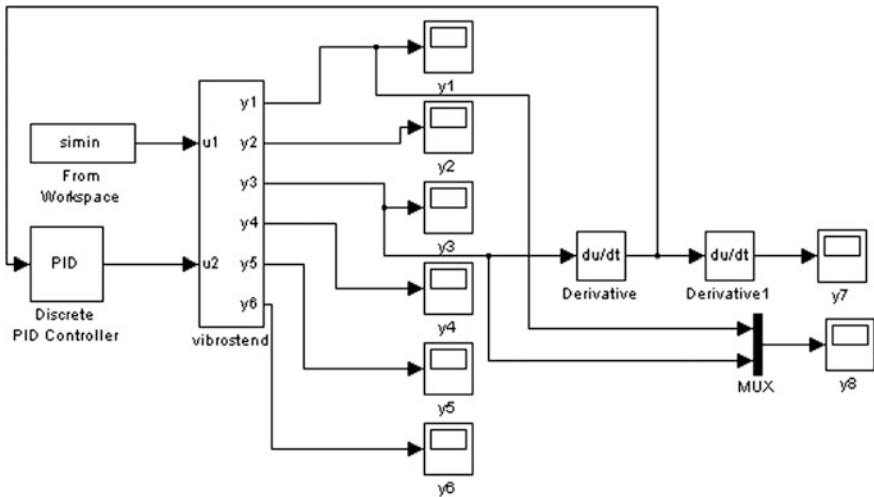 simin
From
Workspace
PID
Discrete
PID Controller
u1
u2
y1
y2
y3
y4
y5
y6
vibrostend
y1
y2
y3
y4
y5
y6
du/dt
Derivative
du/dt
Derivative1
y7
MUX
y8